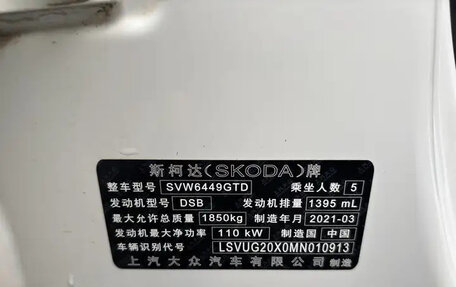 斯柯达(SKODA)牌
整车型号 SVW6449GTD 乘坐人数 5
发动机型号 DSB 发动机排量 1395 mL
最大允许总质量 1850kg 制造年月 2021-03
发动机最大净功率 110 kW 制造国 中国
车辆识别代号 LSVUG20X0MN010913
上汽大众汽车有限公司 制造